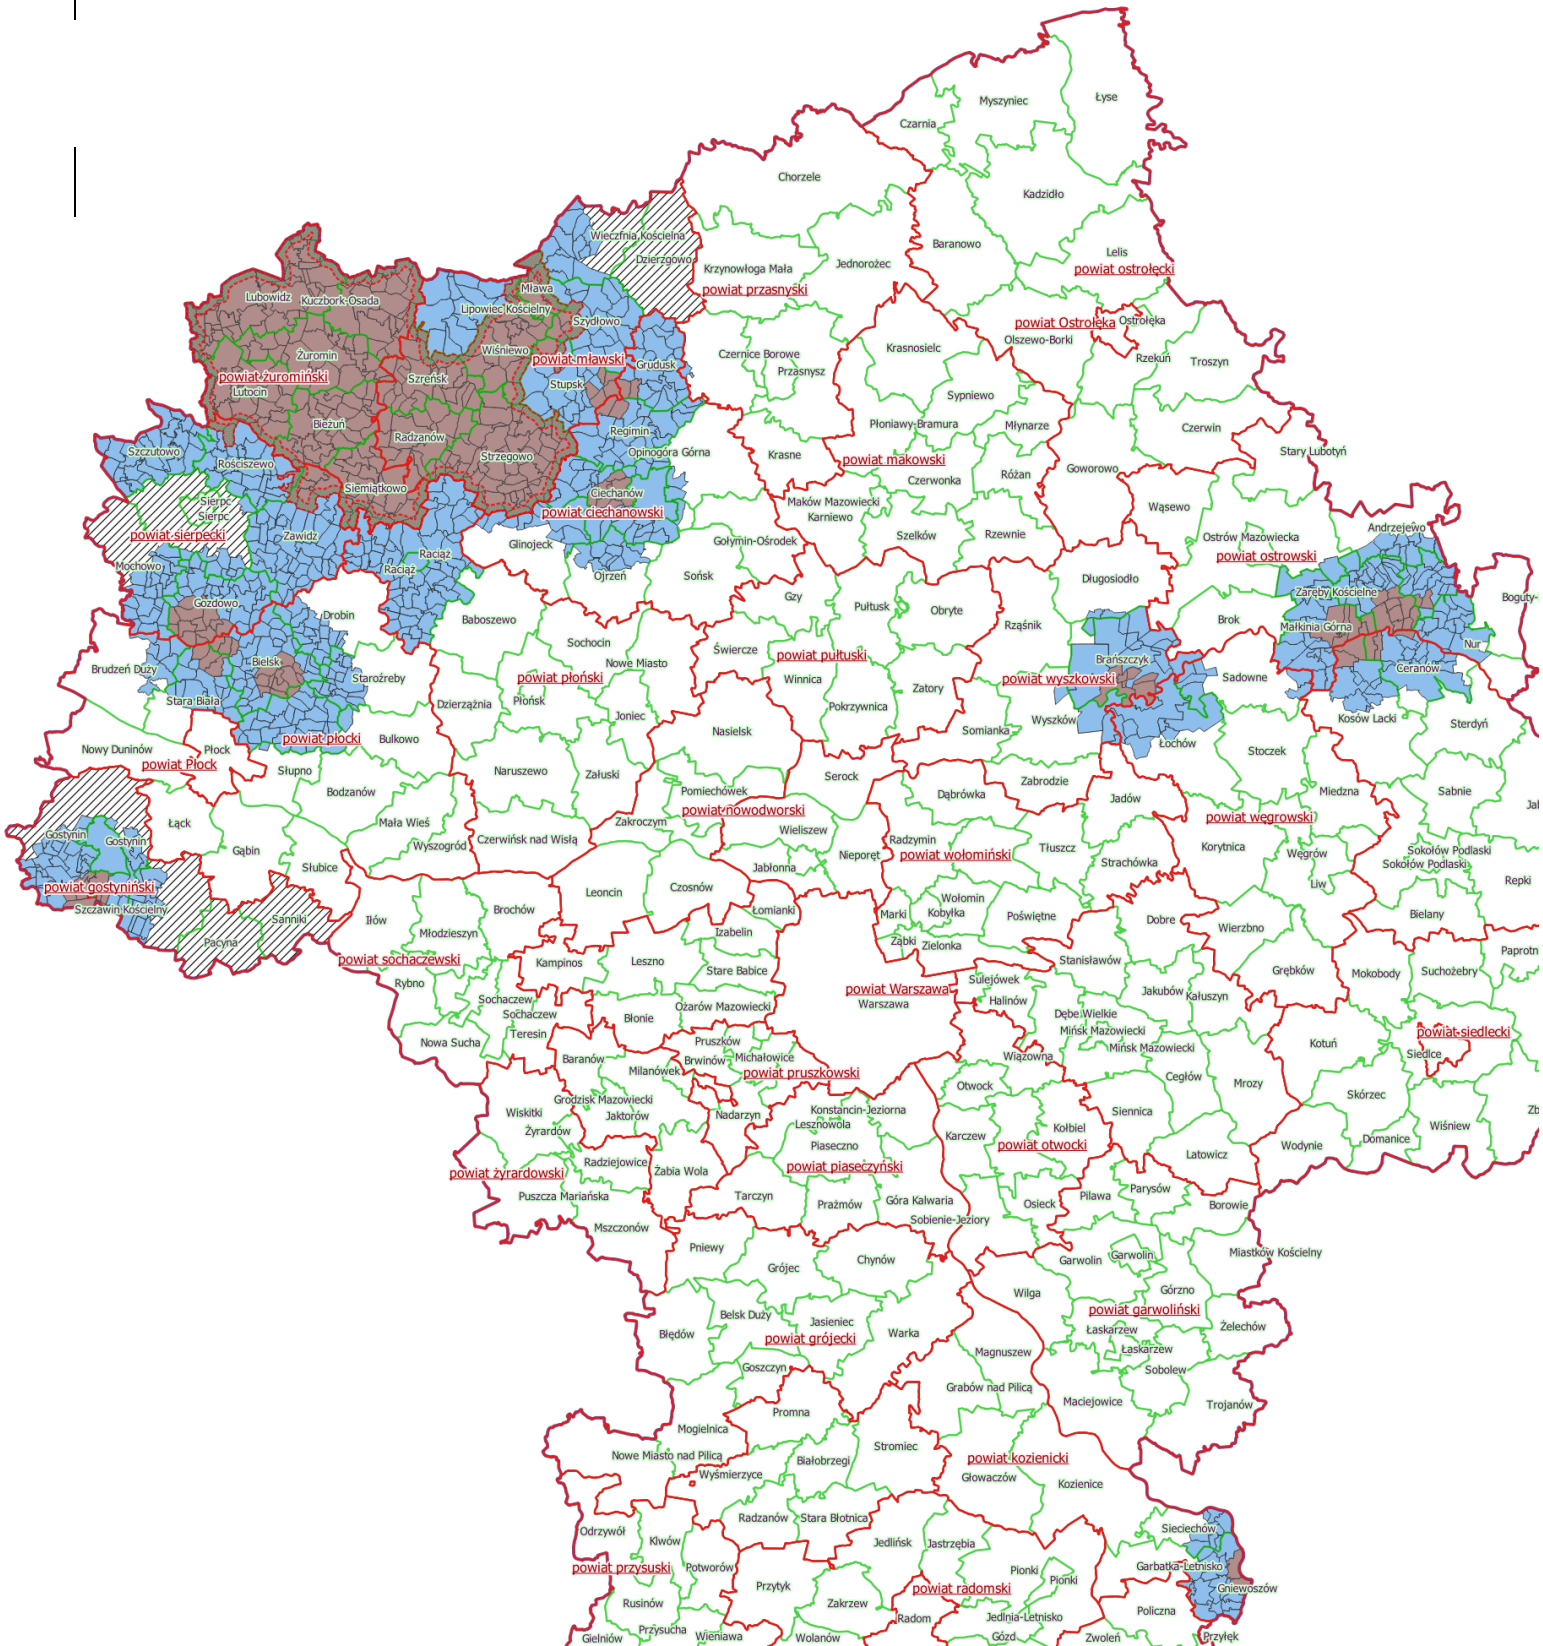 Łyse
Myszyniec
Czarnia
Chorzele
Kadzidło
Wieczfnia Kościelna
Baranowo
Lelis
Dzierzgowo
Jednorożec
Krzynowłoga Mała
powiat ostrołęcki
powiat przasnyski
Mława
Lubowidz
Kuczbork-Osada
Lipowiec Kościelny
Szydłowo
powiat Ostrołęka
Ostrołęka
Olszewo-Borki
Krasnosielc
Wiśniewo
Żuromin
Czernice Borowe
Rzekuń
powiat mławski
Troszyn
Grudusk
Przasnysz
powiat żuromiński
Szreńsk
Stupsk
Lutocin
Sypniewo
Bieżuń
Płoniawy-Bramura
Młynarze
Czerwin
Regimin
Radzanów
Szczutowo
Opinogóra Górna
Stary Lubotyń
Krasne
Strzegowo
powiat makowski
Rościszewo
Goworowo
Różan
Czerwonka
Siemiątkowo
Ciechanów
Sierpc
Maków Mazowiecki
Wąsewo
powiat ciechanowski
Sierpc
Karniewo
Andrzejewo
powiat sierpecki
Zawidz
Szelków
Rzewnie
Ostrów Mazowiecka
Glinojeck
Gołymin-Ośrodek
Raciąż
powiat ostrowski
Mochowo
Raciąż
Ojrzeń
Sońsk
Długosiodło
Zaręby Kościelne
Boguty-
Gzy
Gozdowo
Pułtusk
Obryte
Drobin
Baboszewo
Brok
Rząśnik
Małkinia Górna
Sochocin
Nur
Świercze
powiat pułtuski
Bielsk
Nowe Miasto
Brańszczyk
Brudzeń Duży
Ceranów
Staroźreby
powiat płoński
Winnica
powiat wyszkowski
Sadowne
Zatory
Stara Biała
Dzierzążnia
Płońsk
Pokrzywnica
Joniec
Wyszków
Kosów Lacki
Sterdyń
Nasielsk
Somianka
powiat płocki
Bulkowo
Łochów
Nowy Duninów
Płock
Stoczek
powiat Płock
Słupno
Naruszewo
Załuski
Serock
Zabrodzie
Bodzanów
Pomiechówek
Dąbrówka
Jadów
Miedzna
Sabnie
Jal
powiat nowodworski
Łąck
Mała Wieś
Zakroczym
powiat węgrowski
Gostynin
Wieliszew
Gostynin
Czerwińsk nad Wisłą
Radzymin
Wyszogród
Gąbin
Tłuszcz
Korytnica
Węgrów
Sokołów Podlaski
Nieporęt
powiat wołomiński
Słubice
Jabłonna
Strachówka
Sokołów Podlaski
powiat gostyniński
Leoncin
Czosnów
Liw
Repki
Szczawin Kościelny
Brochów
Łomianki
Wołomin
Sanniki
Iłów
Marki
Kobyłka
Poświętne
Dobre
Bielany
Młodzieszyn
Izabelin
Wierzbno
Pacyna
Ząbki
Zielonka
Paprotn
powiat sochaczewski
Kampinos
Leszno
Stare Babice
Stanisławów
Grębków
Mokobody
Suchożebry
Rybno
Sulejówek
powiat Warszawa
Jakubów
Kałuszyn
Sochaczew
Ożarów Mazowiecki
Warszawa
Halinów
Sochaczew
Błonie
Dębe Wielkie
Teresin
Mińsk Mazowiecki
powiat siedlecki
Nowa Sucha
Pruszków
Kotuń
Mińsk Mazowiecki
Siedlce
Baranów
Brwinów
Michałowice
Wiązowna
Milanówek
powiat pruszkowski
Cegłów
Mrozy
Otwock
Skórzec
Grodzisk Mazowiecki
Wiskitki
Jaktorów
Nadarzyn
Konstancin-Jeziorna
Siennica
Zb
Lesznowola
Kołbiel
Wiśniew
Żyrardów
Karczew
Domanice
Piaseczno
powiat otwocki
Wodynie
Radziejowice
Latowicz
powiat żyrardowski
Żabia Wola
powiat piaseczyński
Puszcza Mariańska
Tarczyn
Pilawa
Parysów
Prażmów
Góra Kalwaria
Osieck
Borowie
Mszczonów
Sobienie-Jeziory
Pniewy
Garwolin
Miastków Kościelny
Chynów
Garwolin
Grójec
Wilga
Górzno
Belsk Duży
powiat garwoliński
Jasieniec
Błędów
powiat grójecki
Warka
Łaskarzew
Żelechów
Magnuszew
Łaskarzew
Goszczyn
Sobolew
Grabów nad Pilicą
Maciejowice
Trojanów
Promna
Mogielnica
Stromiec
Nowe Miasto nad Pilicą
Białobrzegi
powiat kozienicki
Wyśmierzyce
Głowaczów
Kozienice
Radzanów
Stara Błotnica
Sieciechów
Odrzywół
Klwów
Jedlińsk
Jastrzębia
powiat przysuski
Potworów
Pionki
Garbatka-Letnisko
Przytyk
Pionki
powiat radomski
Gniewoszów
Rusinów
Zakrzew
Policzna
Radom
Jedlnia-Letnisko
Przysucha
Gielniów
Wieniawa
Wolanów
Gózd
Zwoleń
Przyłęk